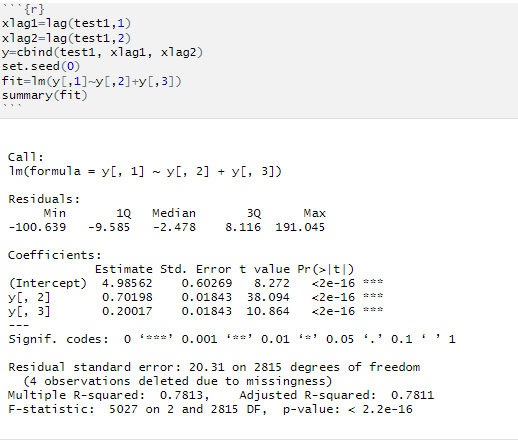 ```{r}
xlag1=lag(test1,1)
xlag2=lag(test1,2)
y=cbind(test1, xlag1, xlag2)
set.seed(0)
fit=lm(y[,1]~y[,2]+y[,3])
summary(fit)
```
Call:
lm(formula = y[, 1] ~ y[, 2] + y[, 3])
Residuals:
Min 1Q Median 3Q Max
-100.639 -9.585 -2.478 8.116 191.045
Coefficients:
Estimate Std. Error t value Pr(>|t|)
(Intercept) 4.98562 0.60269 8.272 <2e-16 ***
y[, 2] 0.70198 0.01843 38.094 <2e-16 ***
y[, 3] 0.20017 0.01843 10.864 <2e-16 ***
---
Signif. codes: 0 ‘***’ 0.001 ‘**’ 0.01 ‘*’ 0.05 ‘.’ 0.1 ‘ ’ 1
Residual standard error: 20.31 on 2815 degrees of freedom
(4 observations deleted due to missingness)
Multiple R-squared: 0.7813, Adjusted R-squared: 0.7811
F-statistic: 5027 on 2 and 2815 DF, p-value: < 2.2e-16